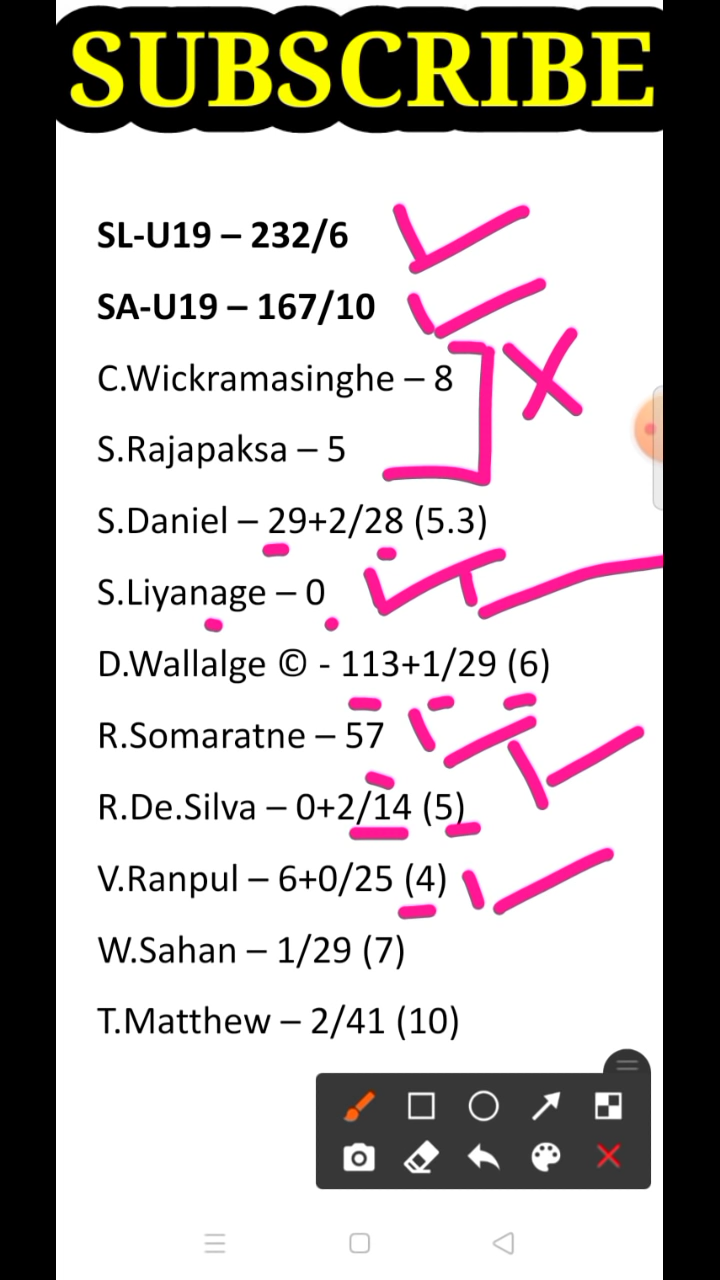 SUBSCRIBE
SL-U19 – 232/6
SA-U19 – 167/10
C.Wickramasinghe – 8
S.Rajapaksa – 5
S.Daniel – 29+2/28 (5.3)
S.Liyanage – 0
D.Wallalge © - 113+1/29 (6)
R.Somaratne – 57
R.De.Silva – 0+2/14 (5)
V.Ranpul – 6+0/25 (4)
W.Sahan – 1/29 (7)
T.Matthew – 2/41 (10)